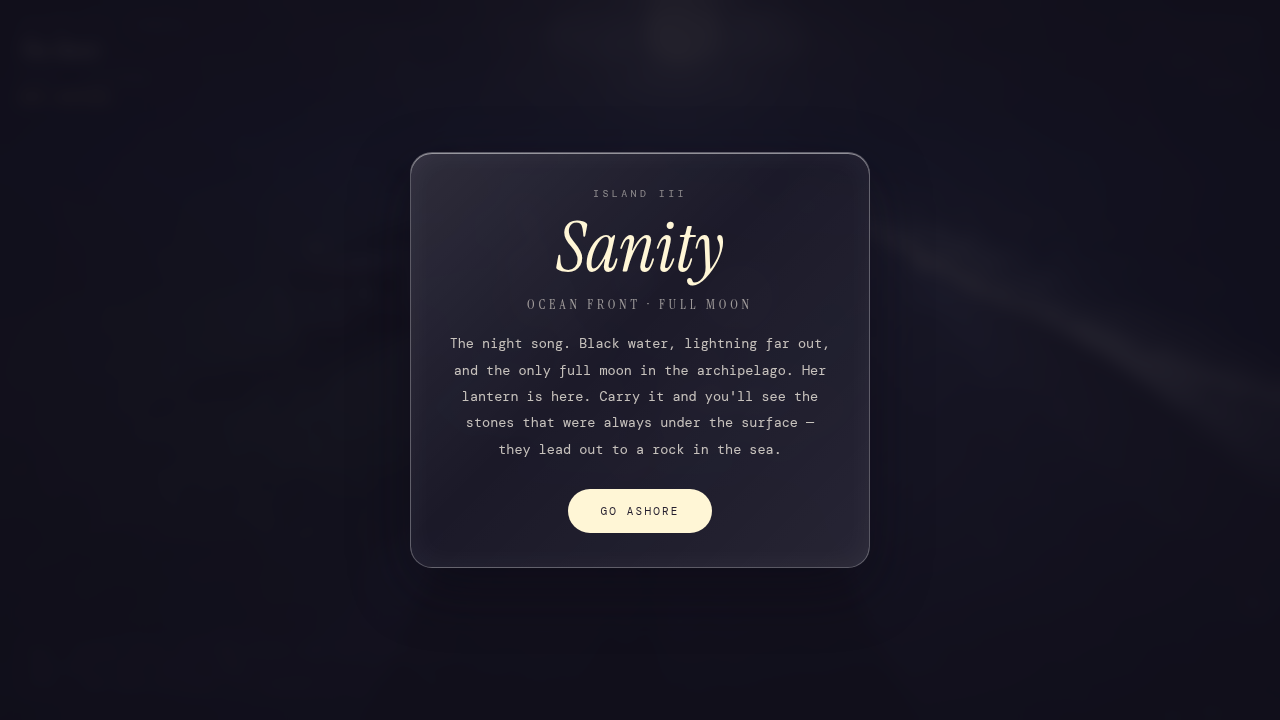 ISLAND III
Sanity
OCEAN FRONT · FULL MOON
The night song. Black water, lightning far out,
and the only full moon in the archipelago. Her
lantern is here. Carry it and you'll see the
stones that were always under the surface —
they lead out to a rock in the sea.
GO ASHORE